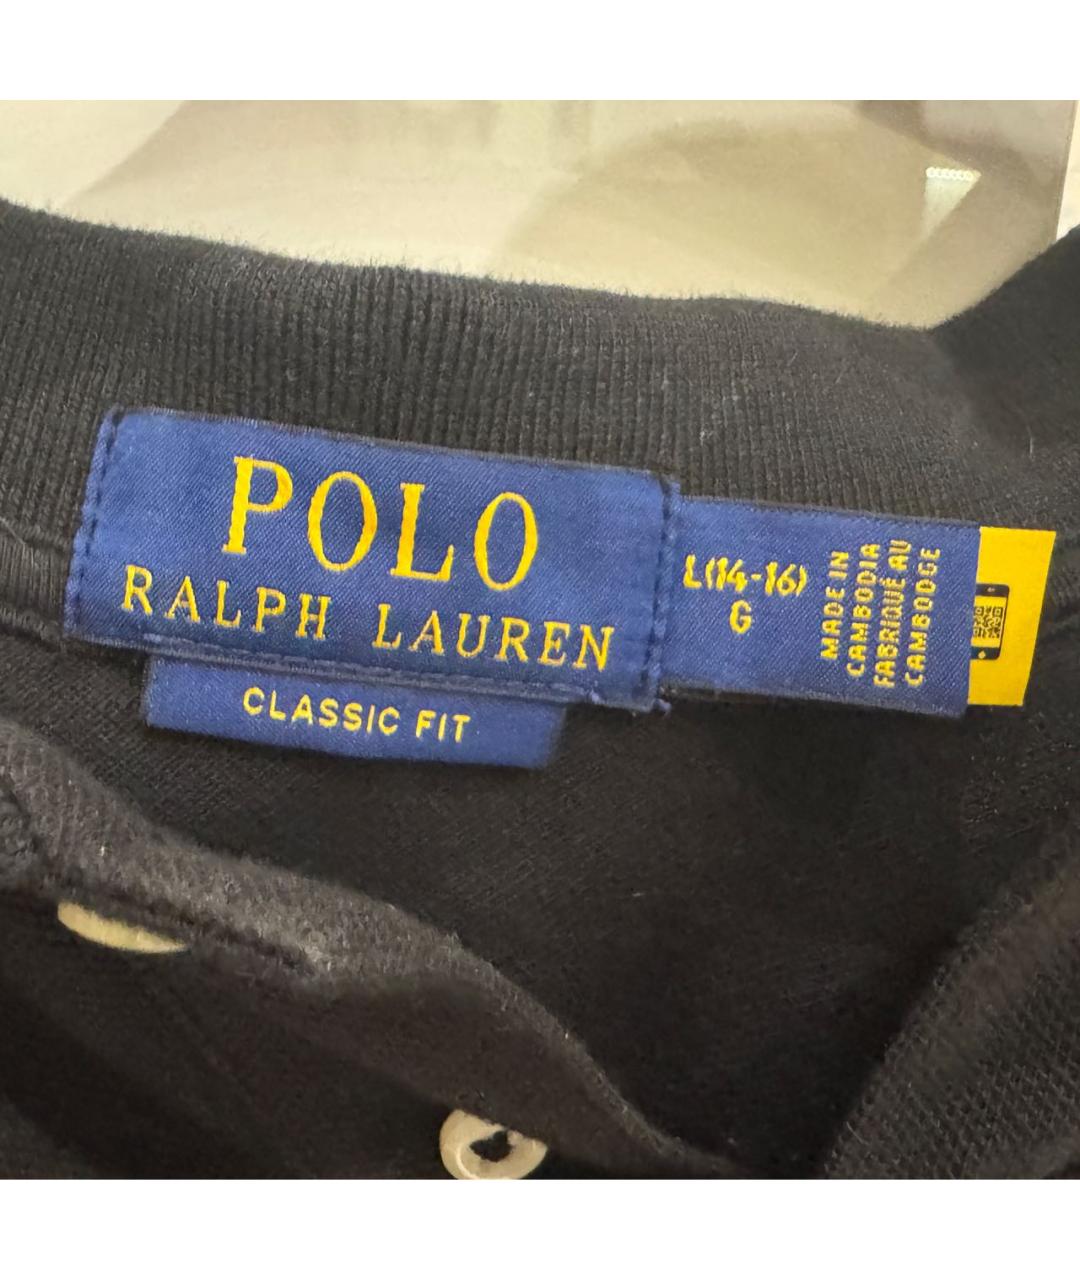 POLO
RALPH LAUREN
CLASSIC FIT
L(14-16)
G
MADE IN
CAMBODIA
FABRIQUÉ AU
CAMBODGE